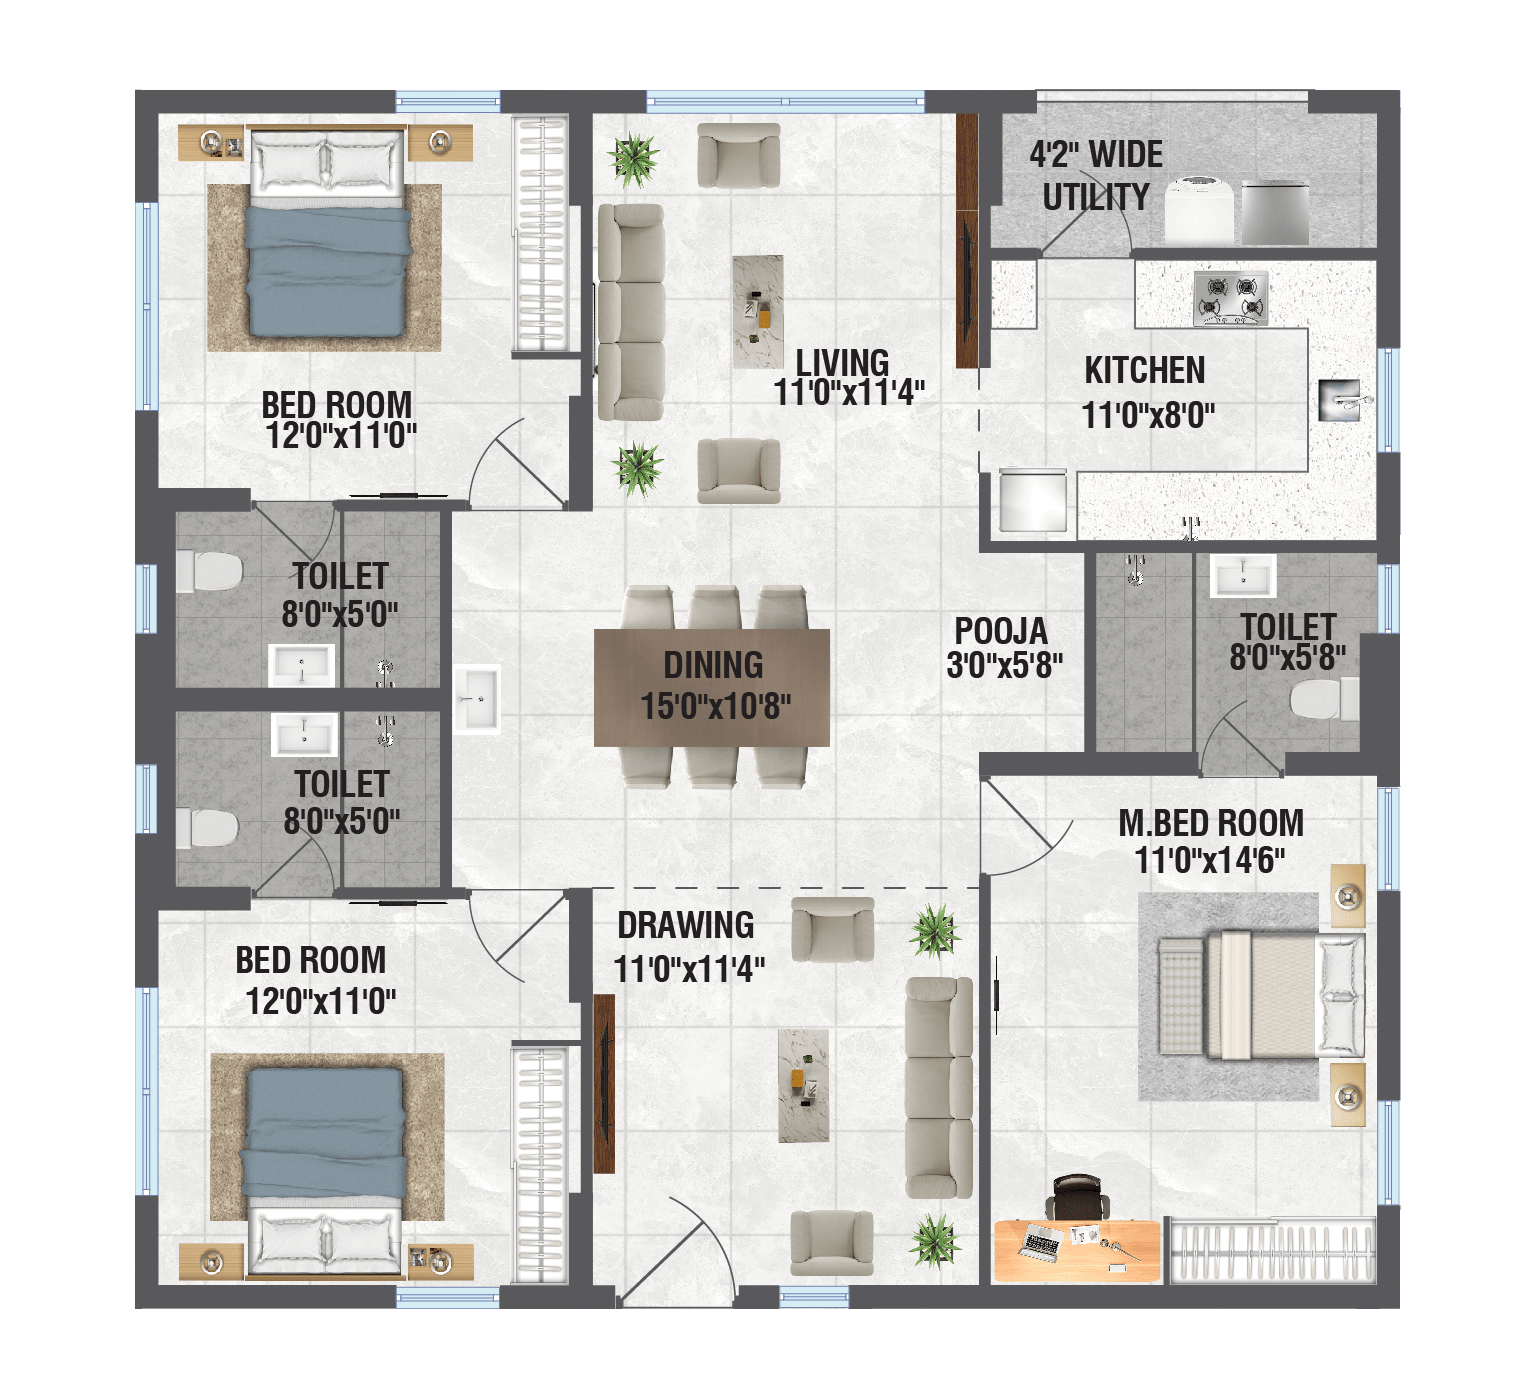 4'2" WIDE
UTILITY
LIVING
11'0"x11'4"
KITCHEN
11'0"x8'0"
BED ROOM
12'0"x11'0"
TOILET
8'0"x5'0"
DINING
15'0"x10'8"
POOJA
3'0"x5'8"
TOILET
8'0"x5'8"
TOILET
8'0"x5'0"
M.BED ROOM
11'0"x14'6"
DRAWING
11'0"x11'4"
BED ROOM
12'0"x11'0"